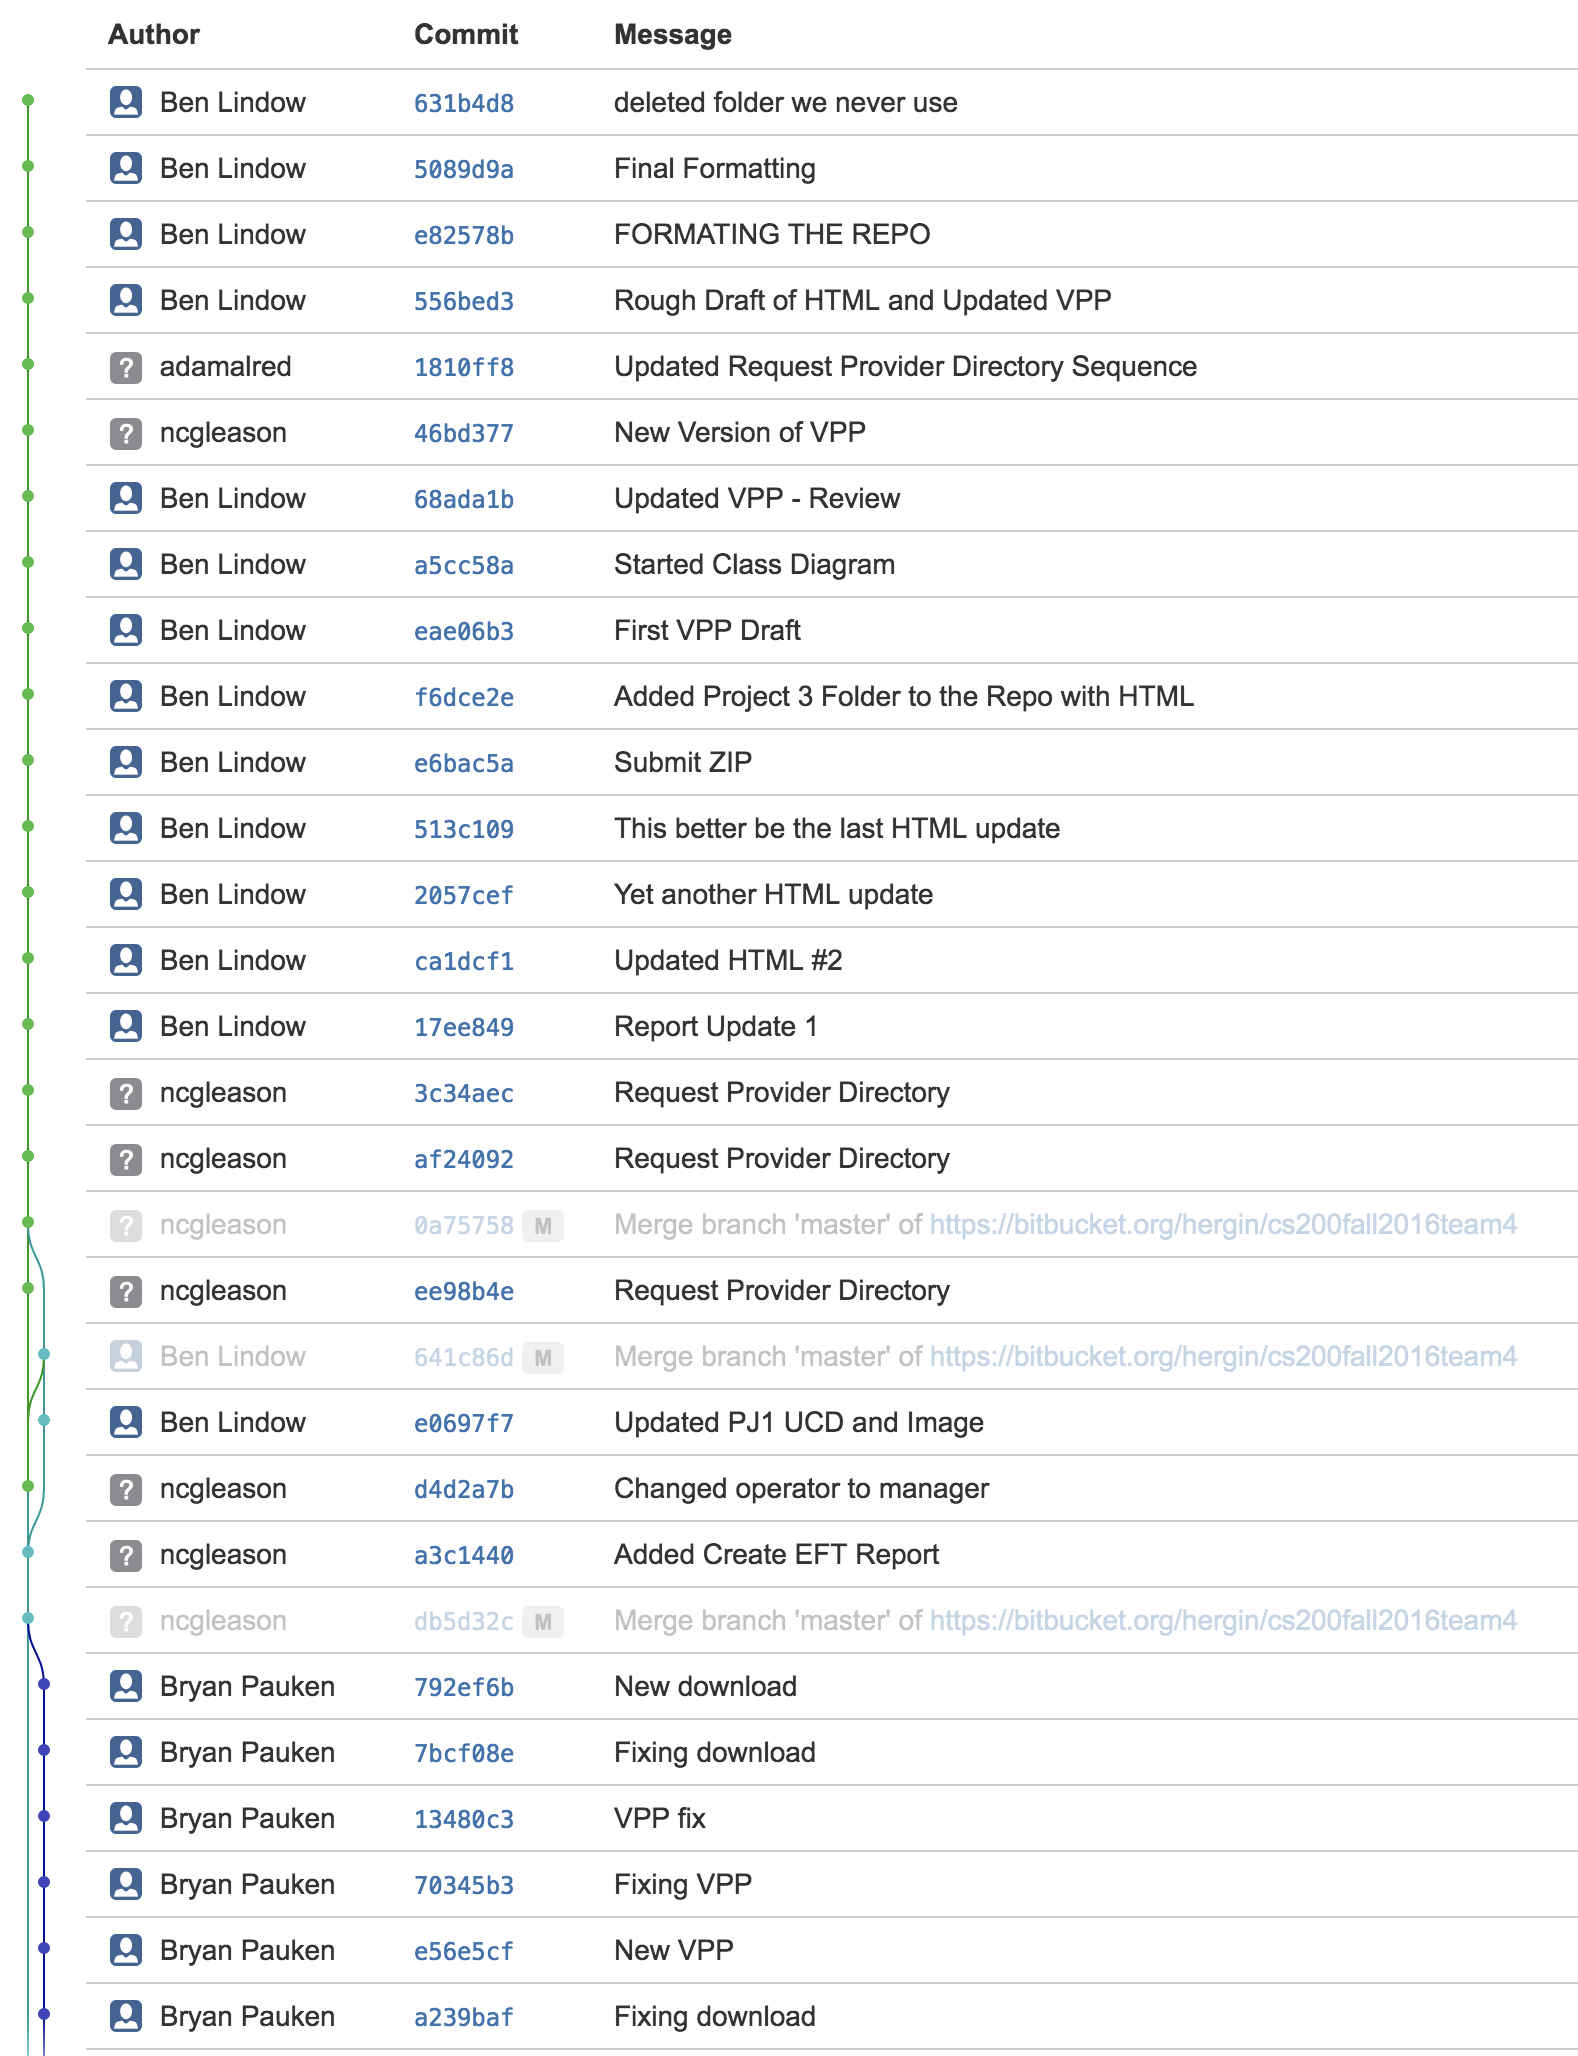 Author Commit Message
Ben Lindow 631b4d8 deleted folder we never use
Ben Lindow 5089d9a Final Formatting
Ben Lindow e82578b FORMATING THE REPO
Ben Lindow 556bed3 Rough Draft of HTML and Updated VPP
? adamalred 1810ff8 Updated Request Provider Directory Sequence
? ncgleason 46bd377 New Version of VPP
Ben Lindow 68ada1b Updated VPP - Review
Ben Lindow a5cc58a Started Class Diagram
Ben Lindow eae06b3 First VPP Draft
Ben Lindow f6dce2e Added Project 3 Folder to the Repo with HTML
Ben Lindow e6bac5a Submit ZIP
Ben Lindow 513c109 This better be the last HTML update
Ben Lindow 2057cef Yet another HTML update
Ben Lindow ca1dcf1 Updated HTML #2
Ben Lindow 17ee849 Report Update 1
? ncgleason 3c34aec Request Provider Directory
? ncgleason af24092 Request Provider Directory
? ncgleason 0a75758 M Merge branch 'master' of https://bitbucket.org/hergin/cs200fall2016team4
? ncgleason ee98b4e Request Provider Directory
Ben Lindow 641c86d M Merge branch 'master' of https://bitbucket.org/hergin/cs200fall2016team4
Ben Lindow e0697f7 Updated PJ1 UCD and Image
? ncgleason d4d2a7b Changed operator to manager
? ncgleason a3c1440 Added Create EFT Report
? ncgleason db5d32c M Merge branch 'master' of https://bitbucket.org/hergin/cs200fall2016team4
Bryan Pauken 792ef6b New download
Bryan Pauken 7bcf08e Fixing download
Bryan Pauken 13480c3 VPP fix
Bryan Pauken 70345b3 Fixing VPP
Bryan Pauken e56e5cf New VPP
Bryan Pauken a239baf Fixing download